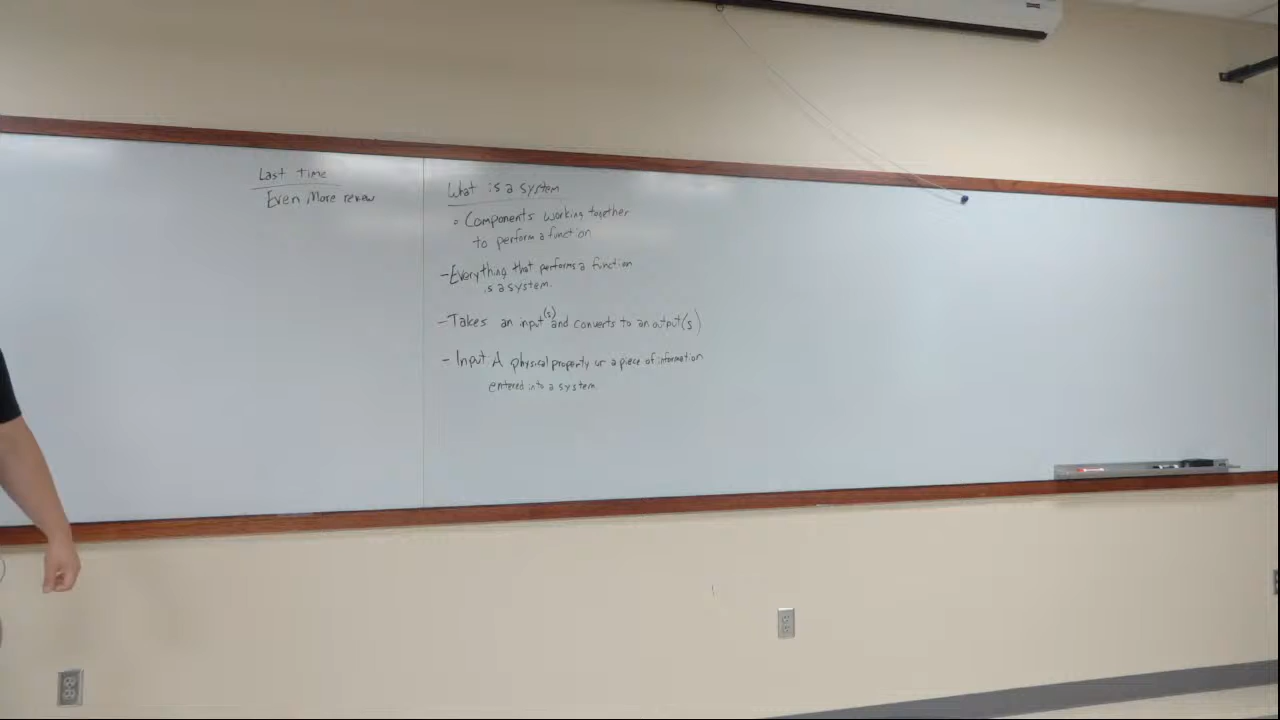 Last time
Even More review
What is a system
= Components working together
to perform a function
- Everything that performs a function
is a system.
- Takes an input(s) and converts to an output(s)
- Input A physical property or a piece of information
entered into a system